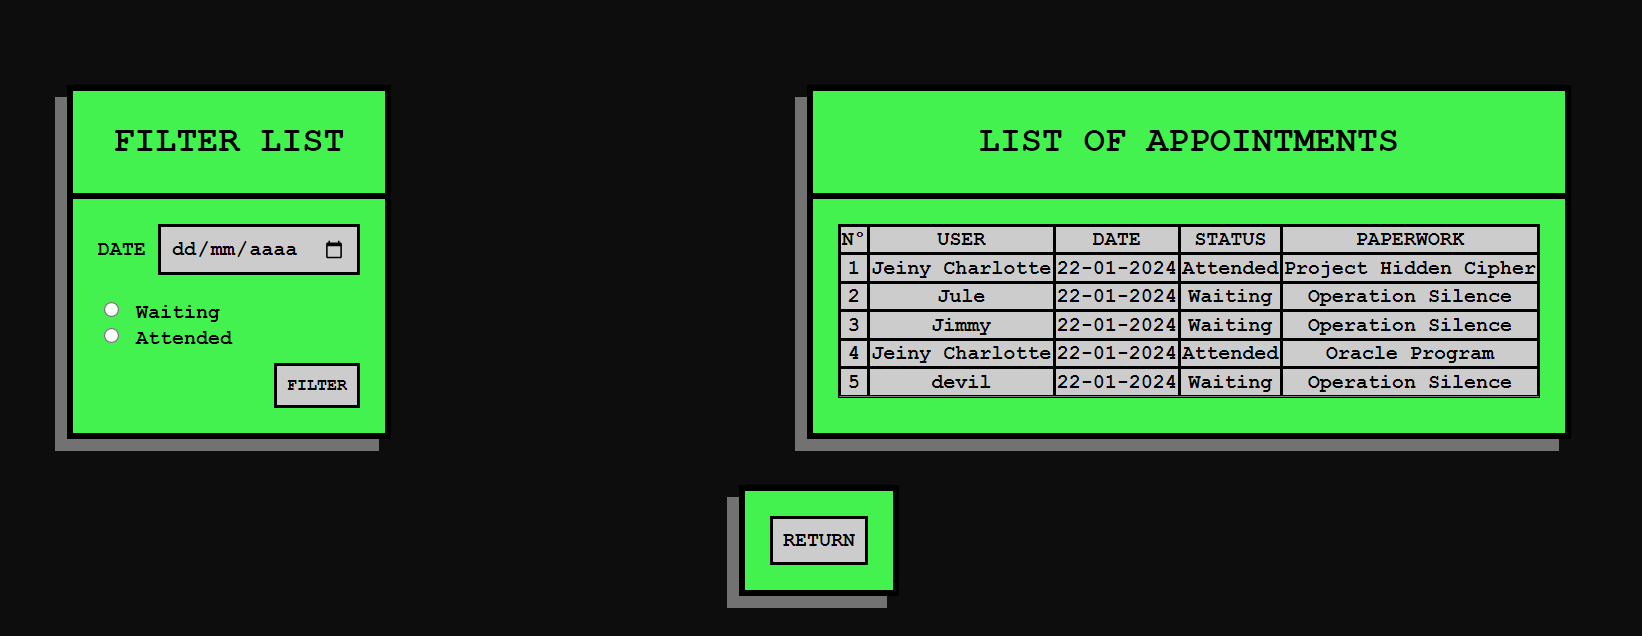 FILTER LIST
DATE dd/mm/aaaa
Waiting
Attended
FILTER
LIST OF APPOINTMENTS
N° USER DATE STATUS PAPERWORK
1 Jeiny Charlotte 22-01-2024 Attended Project Hidden Cipher
2 Jule 22-01-2024 Waiting Operation Silence
3 Jimmy 22-01-2024 Waiting Operation Silence
4 Jeiny Charlotte 22-01-2024 Attended Oracle Program
5 devil 22-01-2024 Waiting Operation Silence
RETURN